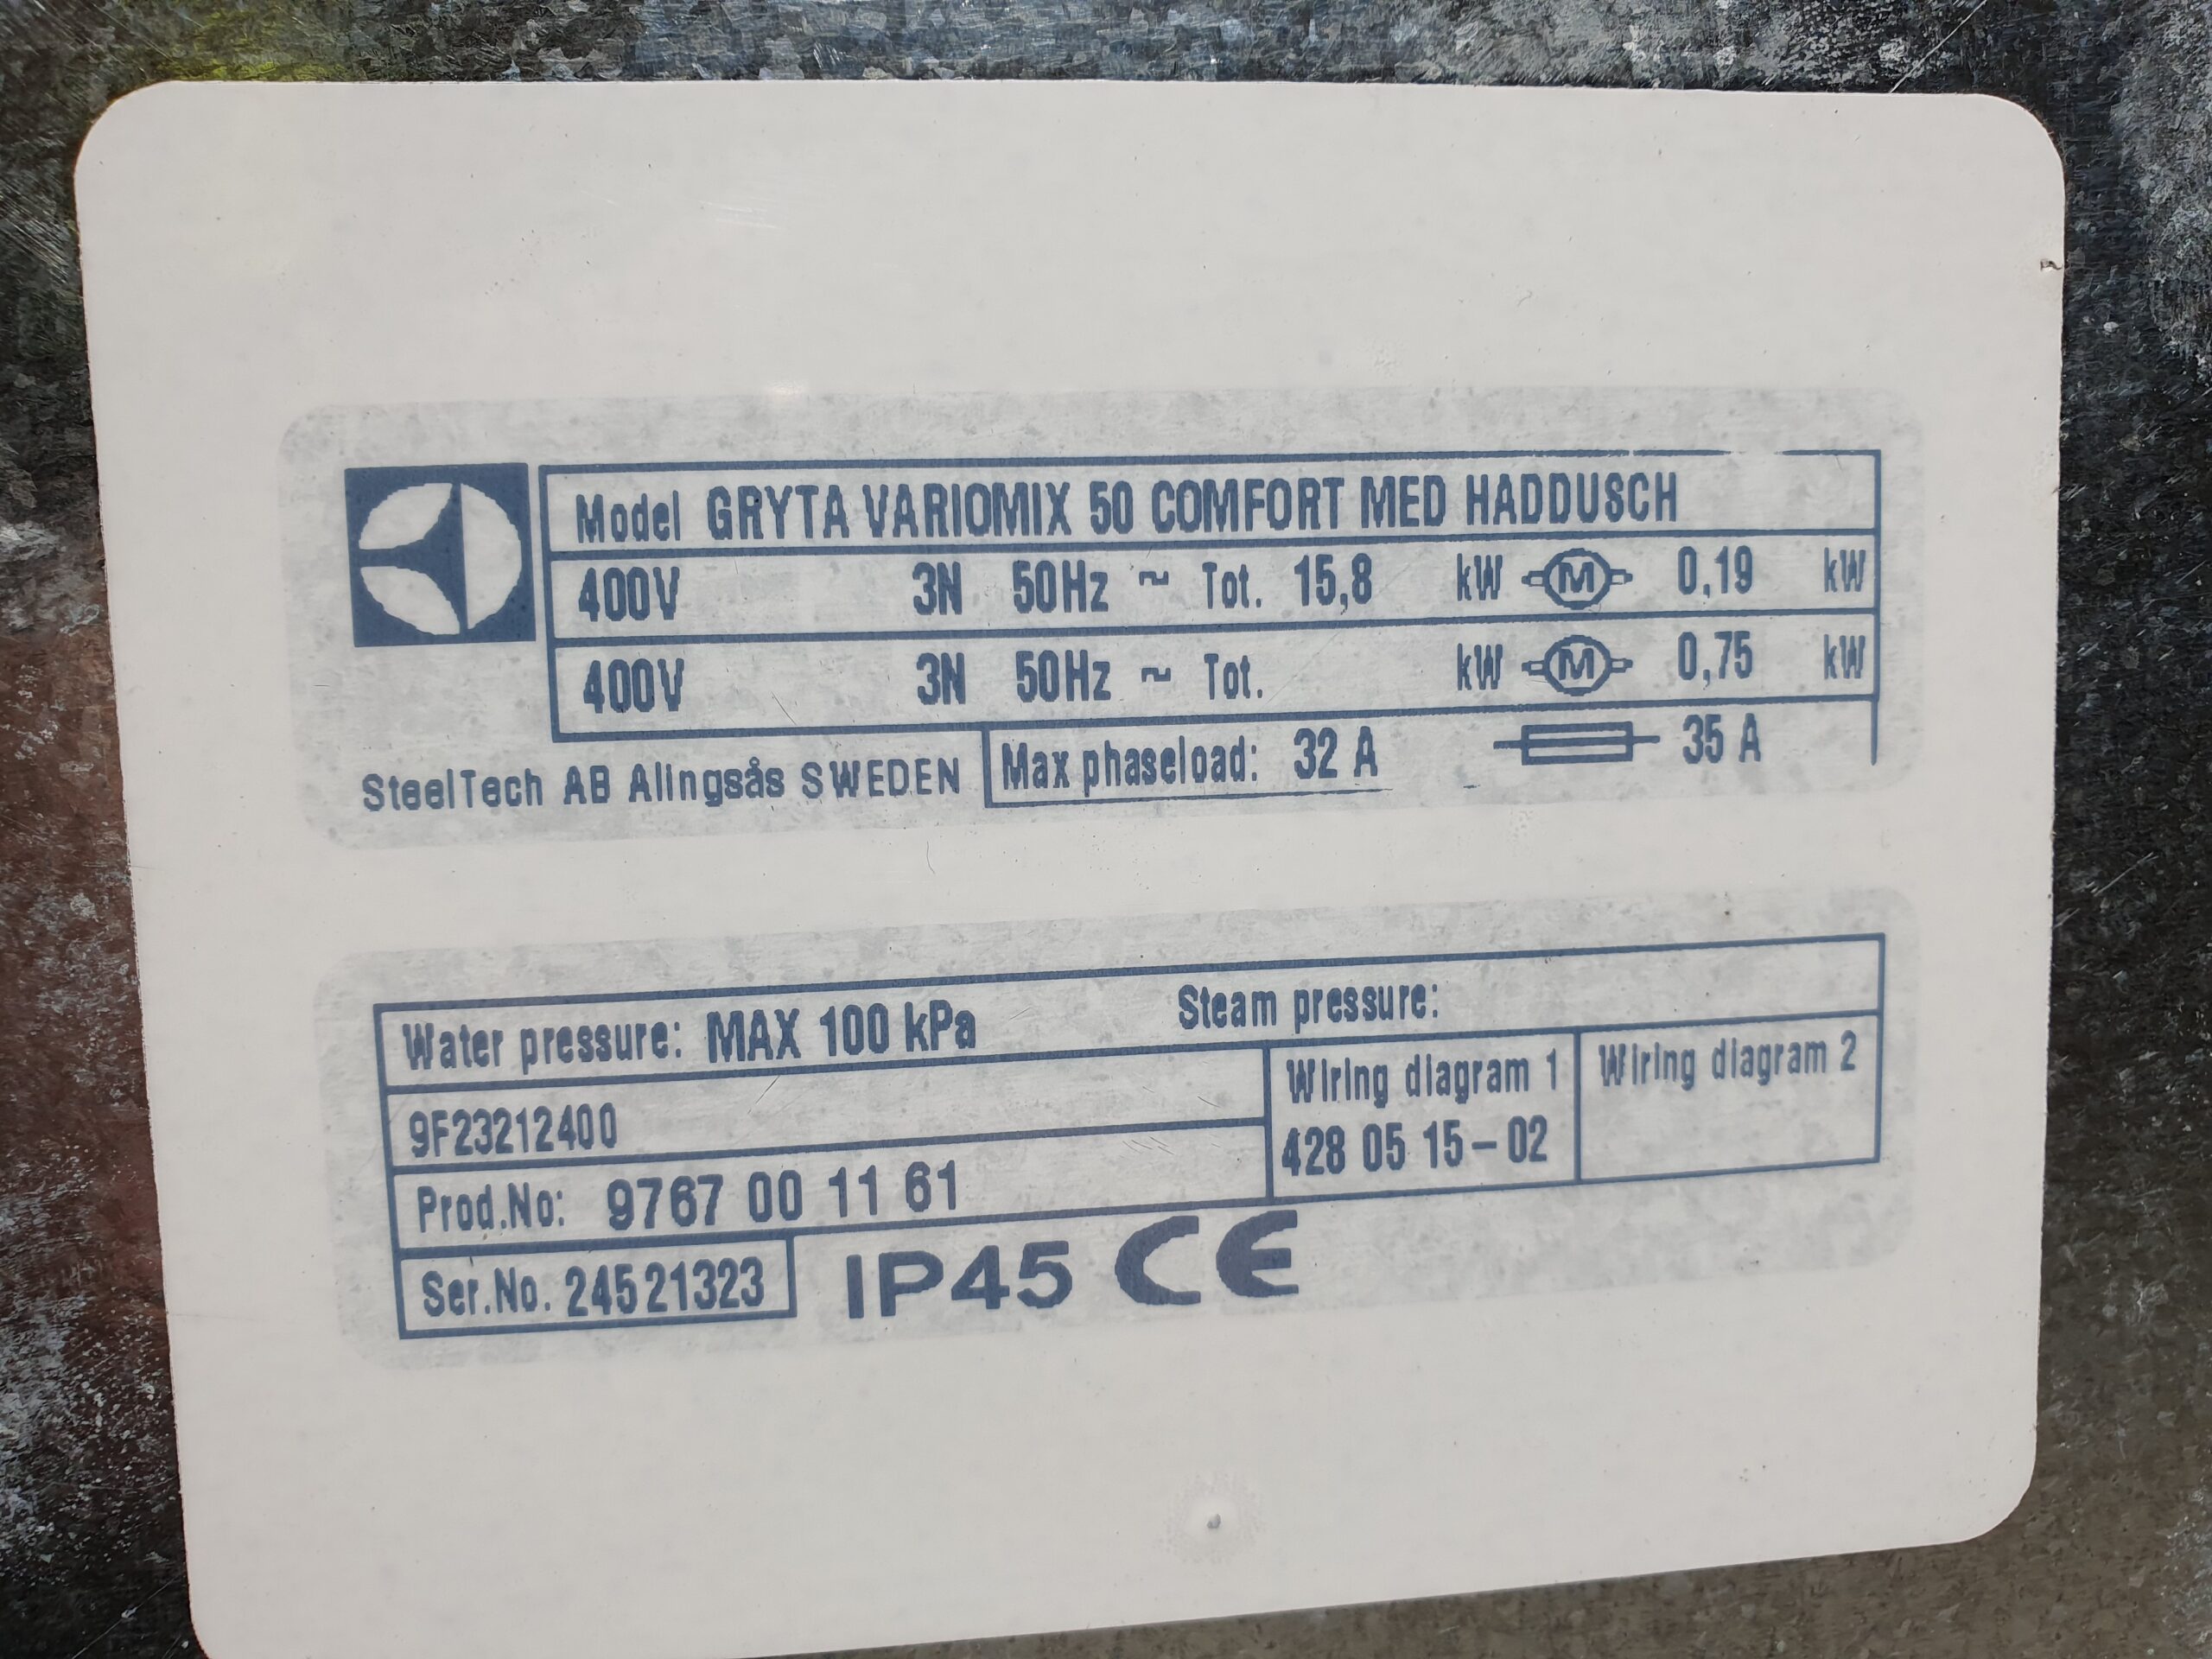 Model GRYTA VARIOMIX 50 COMFORT MED HADDUSCH
400V 3N 50Hz ~ Tot. 15,8 kW M 0,19 kW
400V 3N 50Hz ~ Tot. kW M 0,75 kW
SteelTech AB Alingsås SWEDEN Max phaseload: 32 A 35 A
Water pressure: MAX 100 kPa Steam pressure:
9F23212400 Wiring diagram 1 Wiring diagram 2
Prod.No: 9767 00 11 61 428 05 15-02
Ser.No. 24521323 IP45 CE